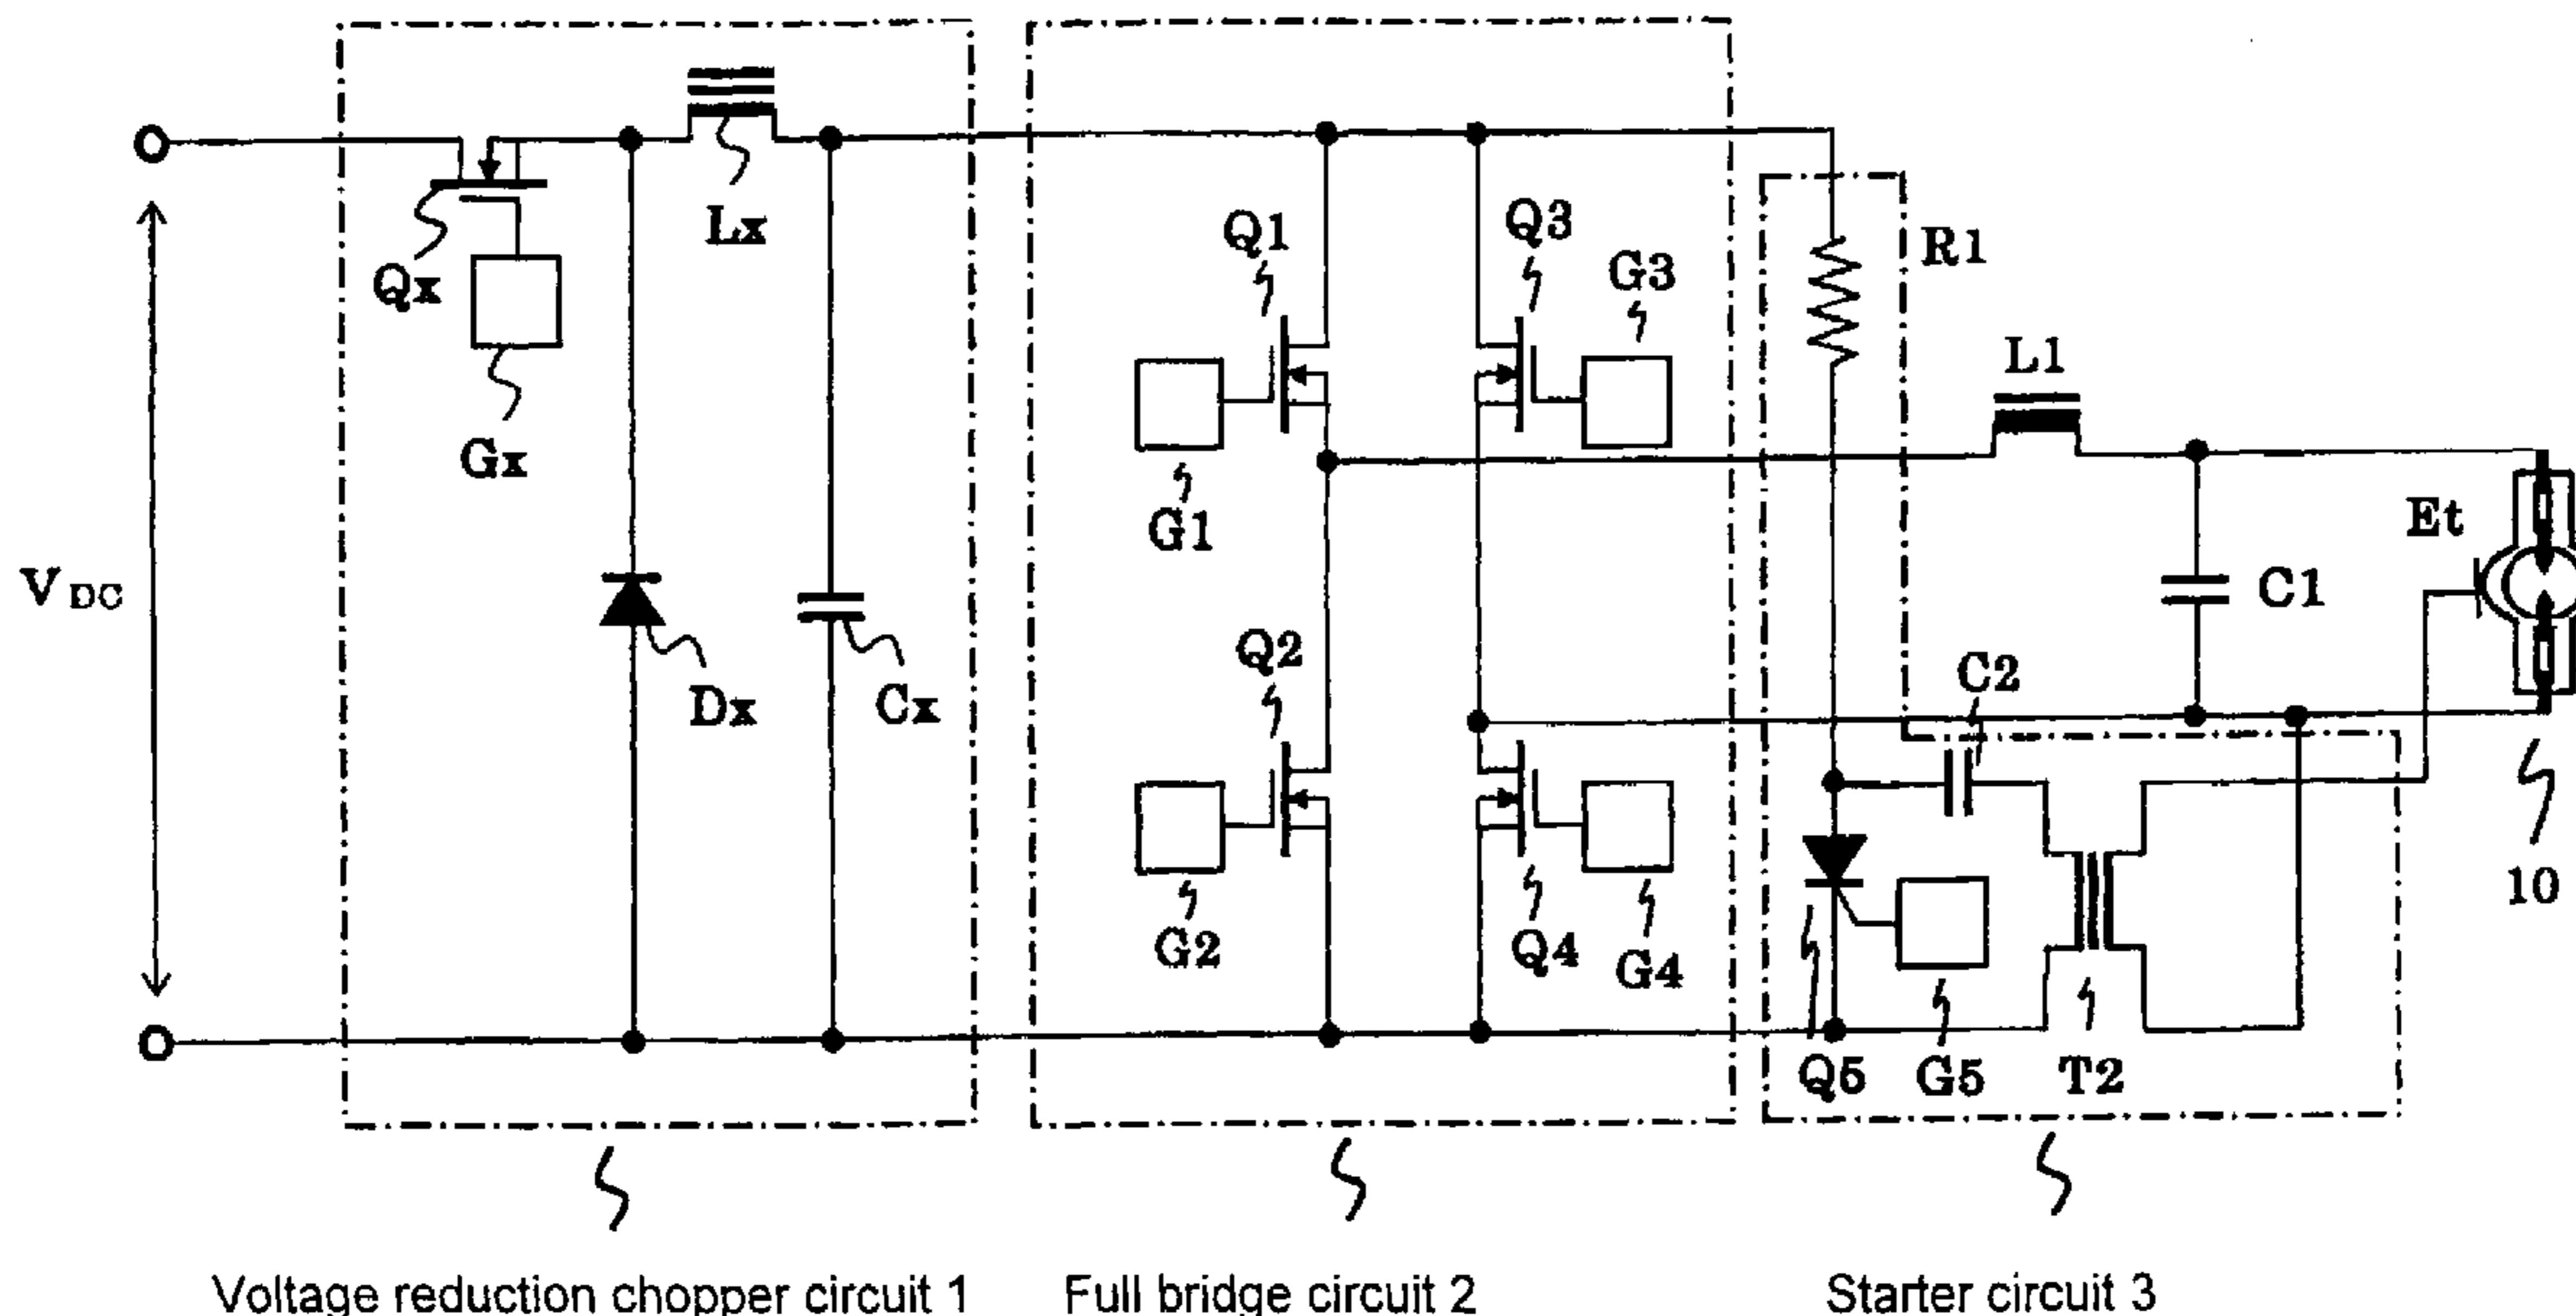 Qx
Gx
Lx
Dx
Cx
V DC
Q1
G1
Q3
G3
Q2
G2
Q4
G4
R1
L1
C1
Et
C2
Q5
G5
T2
10
Voltage reduction chopper circuit 1
Full bridge circuit 2
Starter circuit 3